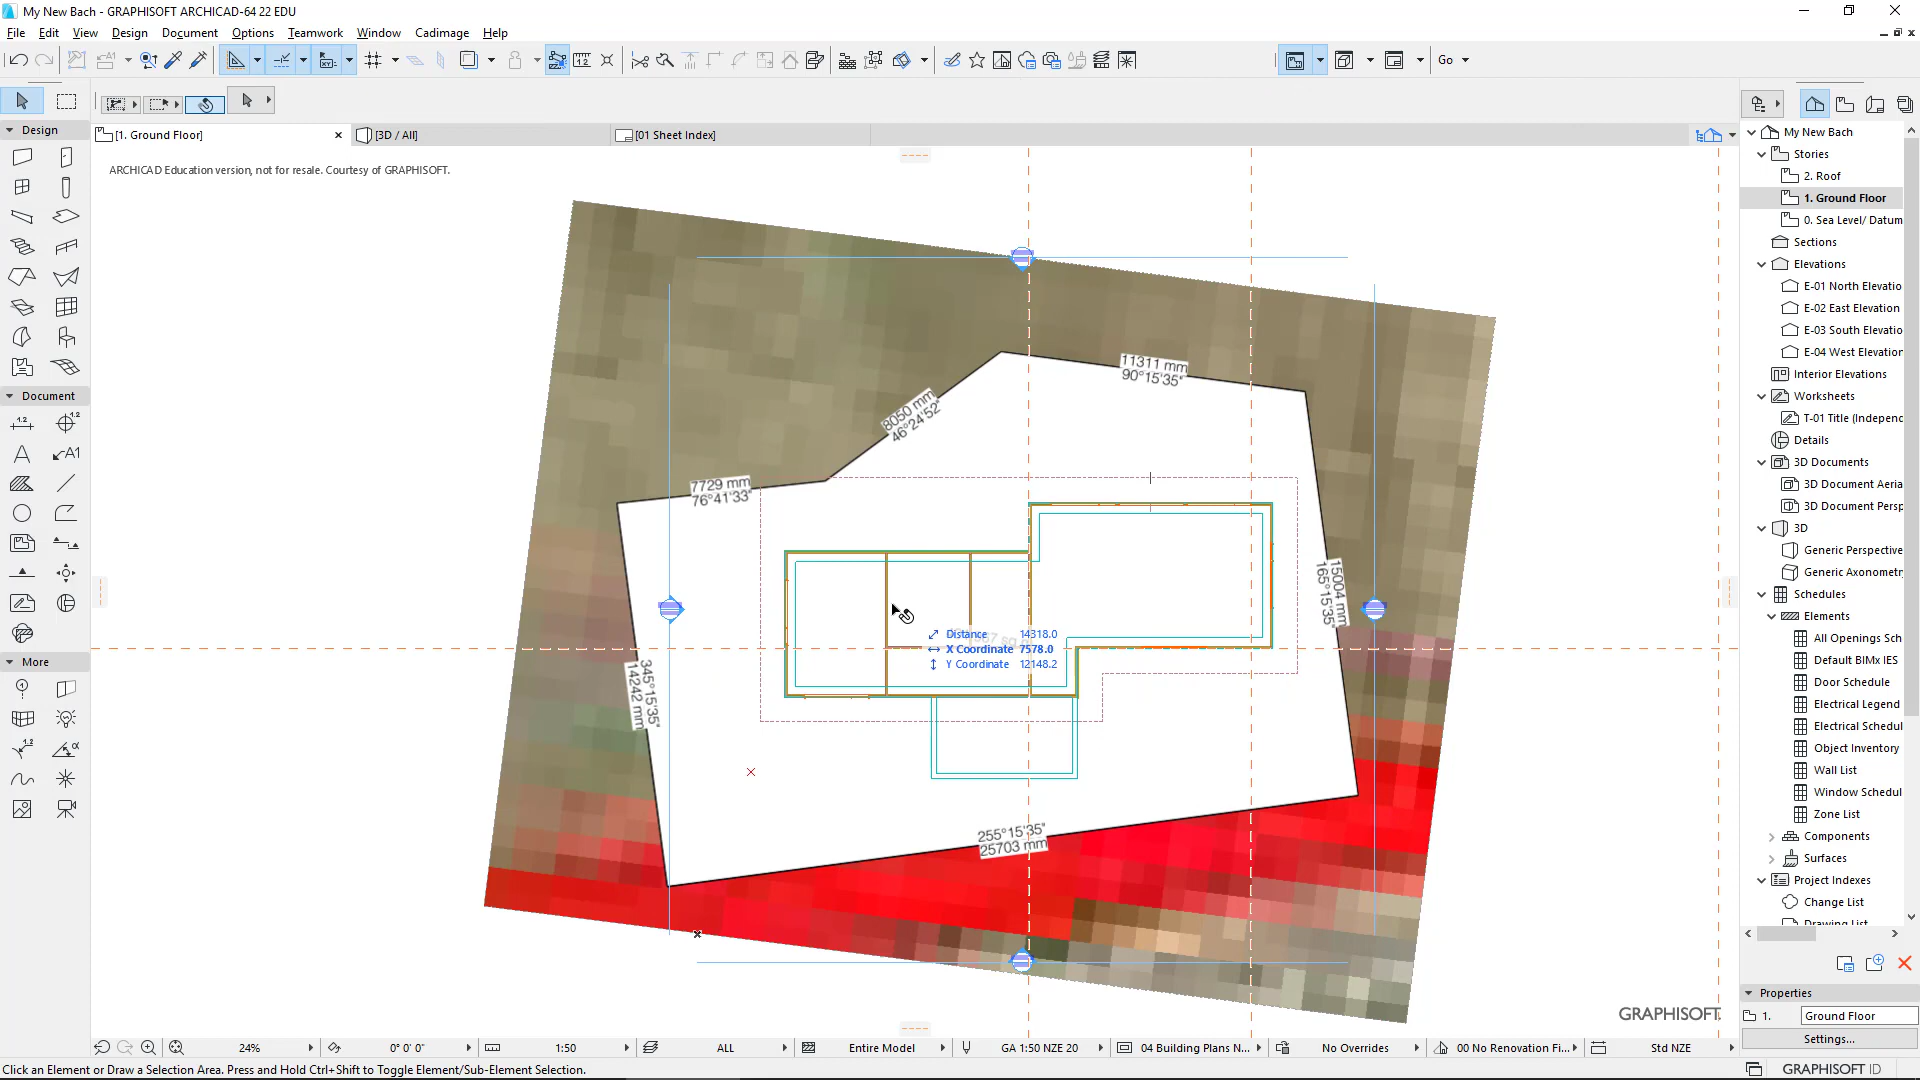 My New Bach - GRAPHISOFT ARCHICAD-64 22 EDU
File Edit View Design Document Options Teamwork Window Cadimage Help
Go
[1. Ground Floor] [3D / All] [01 Sheet Index]
ARCHICAD Education version, not for resale. Courtesy of GRAPHISOFT.
Design
Document
More
11311 mm
90°15'35"
8050 mm
46°24'52"
7729 mm
76°41'33"
15004 mm
165°15'35"
345°15'35"
14242 mm
255°15'35"
25703 mm
Distance 14318.0
X Coordinate 7578.0
Y Coordinate 12148.2
My New Bach
Stories
2. Roof
1. Ground Floor
0. Sea Level/ Datum
Sections
Elevations
E-01 North Elevatio
E-02 East Elevation
E-03 South Elevatio
E-04 West Elevation
Interior Elevations
Worksheets
T-01 Title (Independ
Details
3D Documents
3D Document Aeria
3D Document Persp
3D
Generic Perspective
Generic Axonometr
Schedules
Elements
All Openings Sch
Default BIMx IES
Door Schedule
Electrical Legend
Electrical Schedul
Object Inventory
Wall List
Window Schedul
Zone List
Components
Surfaces
Project Indexes
Change List
Drawing List
Properties
1. Ground Floor
Settings...
GRAPHISOFT.
24% 0° 0' 0" 1:50 ALL Entire Model GA 1:50 NZE 20 04 Building Plans N... No Overrides 00 No Renovation Fi... Std NZE
Click an Element or Draw a Selection Area. Press and Hold Ctrl+Shift to Toggle Element/Sub-Element Selection.
GRAPHISOFT ID